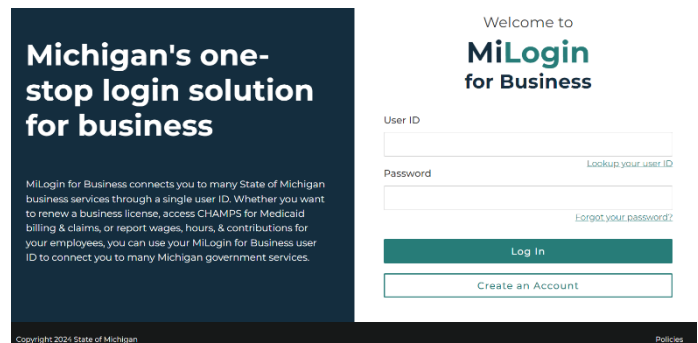 Michigan's one-
stop login solution
for business
MiLogin for Business connects you to many State of Michigan
business services through a single user ID. Whether you want
to renew a business license, access CHAMPS for Medicaid
billing & claims, or report wages, hours, & contributions for
your employees, you can use your MiLogin for Business user
ID to connect you to many Michigan government services.
Welcome to
MiLogin
for Business
User ID
Lookup your user ID
Password
Forgot your password?
Log In
Create an Account
Copyright 2024 State of Michigan
Policies